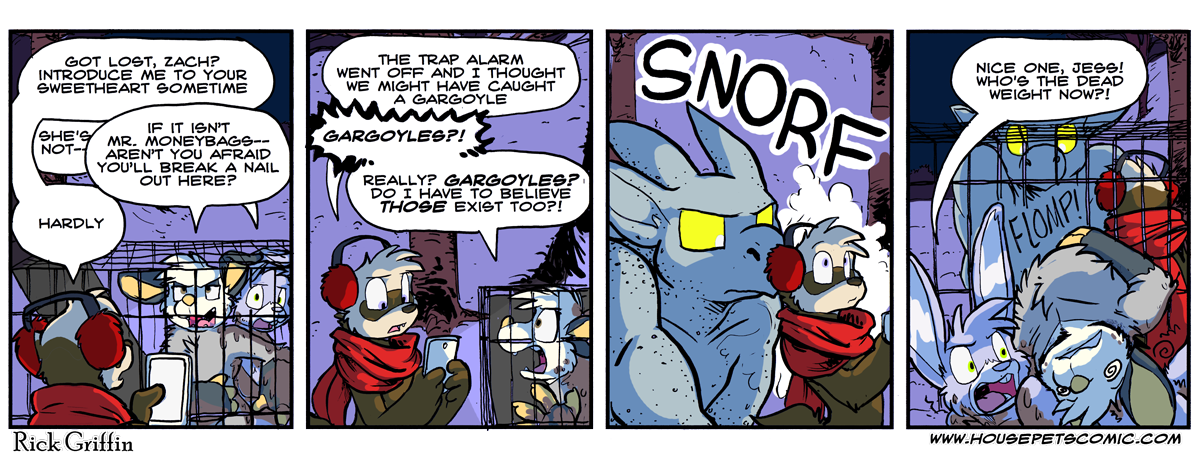 GOT LOST, ZACH?
INTRODUCE ME TO YOUR
SWEETHEART SOMETIME
SHE'S
NOT--
IF IT ISN'T
MR. MONEYBAGS--
AREN'T YOU AFRAID
YOU'LL BREAK A NAIL
OUT HERE?
HARDLY
THE TRAP ALARM
WENT OFF AND I THOUGHT
WE MIGHT HAVE CAUGHT
A GARGOYLE
GARGOYLES?!
REALLY? GARGOYLES?
DO I HAVE TO BELIEVE
THOSE EXIST TOO?!
SNORF
NICE ONE, JESS!
WHO'S THE DEAD
WEIGHT NOW?!
FLOMP!
Rick Griffin
WWW.HOUSEPETSCOMIC.COM